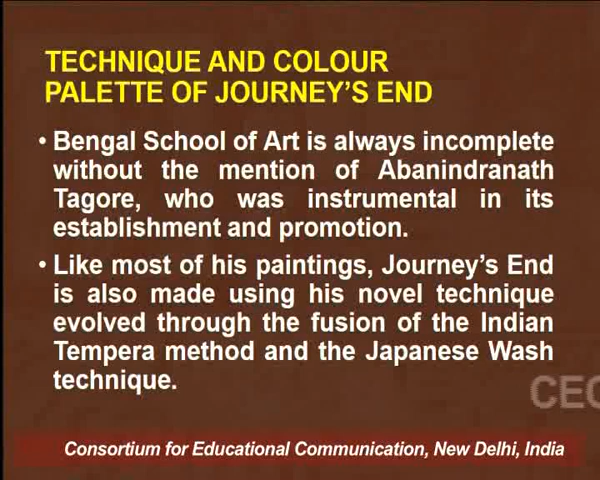 TECHNIQUE AND COLOUR
PALETTE OF JOURNEY'S END
• Bengal School of Art is always incomplete
without the mention of Abanindranath
Tagore, who was instrumental in its
establishment and promotion.
• Like most of his paintings, Journey's End
is also made using his novel technique
evolved through the fusion of the Indian
Tempera method and the Japanese Wash
technique.
CEC
Consortium for Educational Communication, New Delhi, India